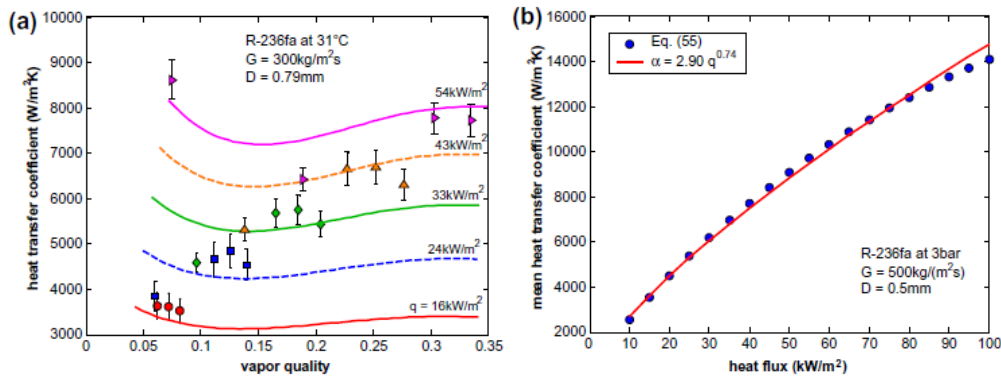 (a)
R-236fa at 31°C
G = 300kg/m²s
D = 0.79mm
heat transfer coefficient (W/m²K)
10000
9000
8000
7000
6000
5000
4000
3000
54kW/m²
43kW/m²
33kW/m²
24kW/m²
q = 16kW/m²
0 0.05 0.1 0.15 0.2 0.25 0.3 0.35
vapor quality
(b)
Eq. (55)
α = 2.90 q^0.74
mean heat transfer coefficient (W/m²K)
16000
14000
12000
10000
8000
6000
4000
2000
R-236fa at 3bar
G = 500kg/(m²s)
D = 0.5mm
0 10 20 30 40 50 60 70 80 90 100
heat flux (kW/m²)